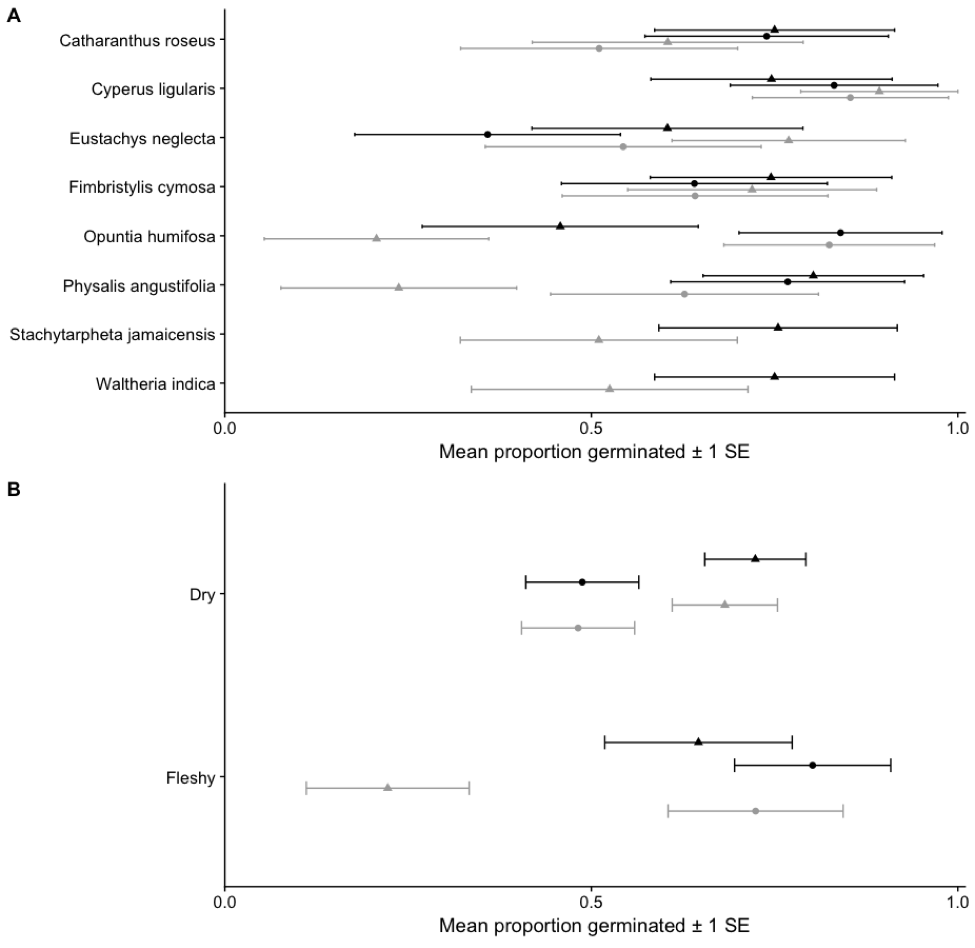 A
Catharanthus roseus
Cyperus ligularis
Eustachys neglecta
Fimbristylis cymosa
Opuntia humifosa
Physalis angustifolia
Stachytarpheta jamaicensis
Waltheria indica
0.0 0.5 1.0
Mean proportion germinated ± 1 SE
B
Dry
Fleshy
0.0 0.5 1.0
Mean proportion germinated ± 1 SE